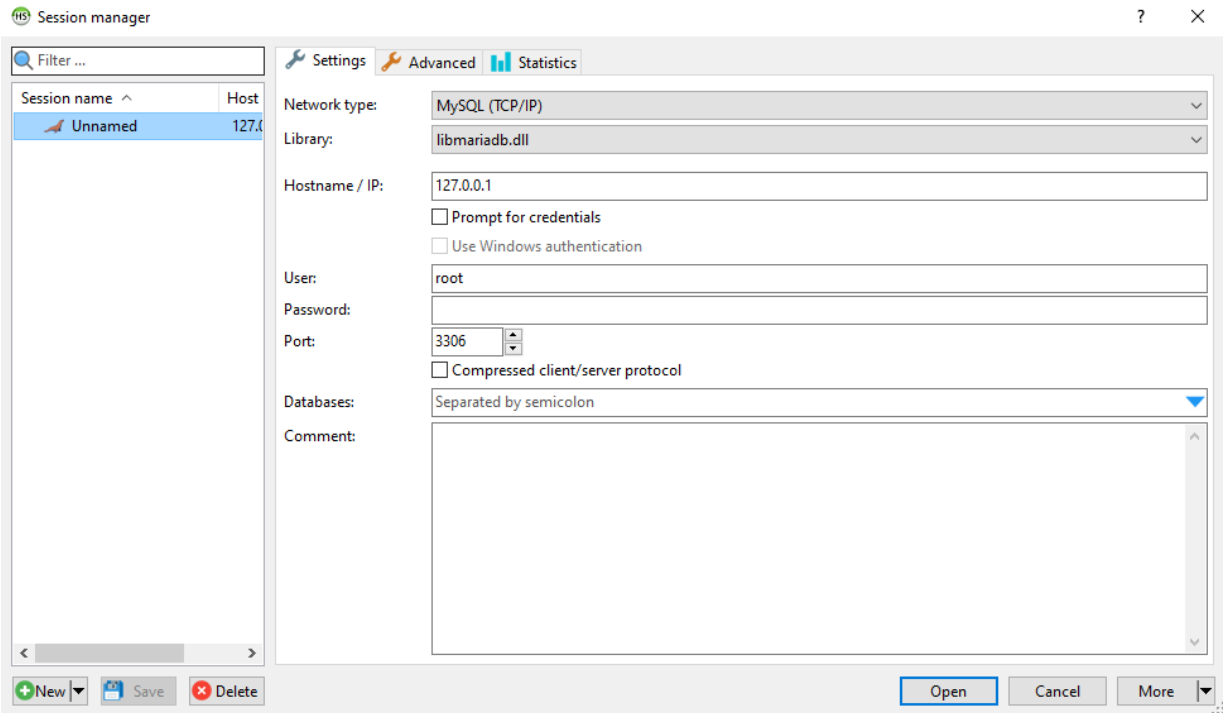 HS Session manager ?
Filter ...
Session name Host
Unnamed 127.0
Settings Advanced Statistics
Network type: MySQL (TCP/IP)
Library: libmariadb.dll
Hostname / IP: 127.0.0.1
Prompt for credentials
Use Windows authentication
User: root
Password:
Port: 3306
Compressed client/server protocol
Databases: Separated by semicolon
Comment:
New Save Delete Open Cancel More